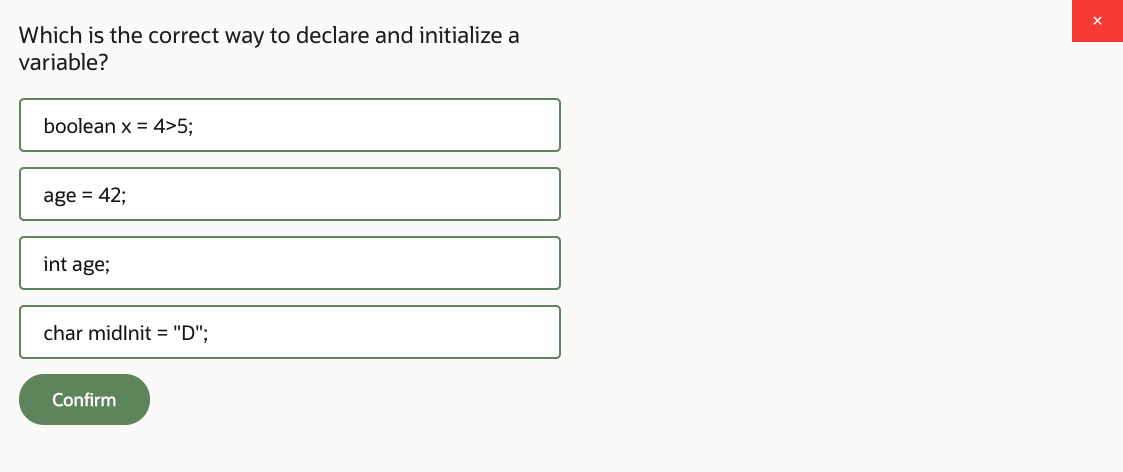 Which is the correct way to declare and initialize a
variable?
×
boolean x = 4>5;
age = 42;
int age;
char midInit = "D";
Confirm